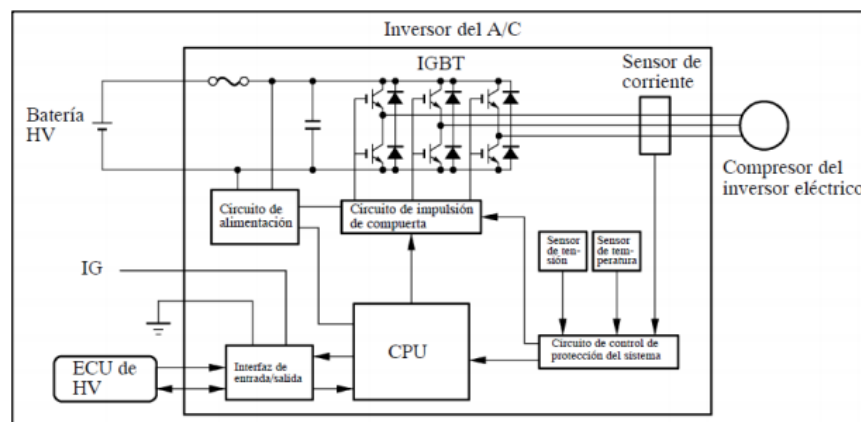 Inversor del A/C
IGBT
Sensor de
corriente
Batería
HV
Compresor del
inversor eléctrico
Circuito de
alimentación
Circuito de impulsión
de compuerta
Sensor
de ten-
sión
Sensor
de tem-
peratura
IG
CPU
Circuito de control de
protección del sistema
Interfaz de
entrada/salida
ECU de
HV